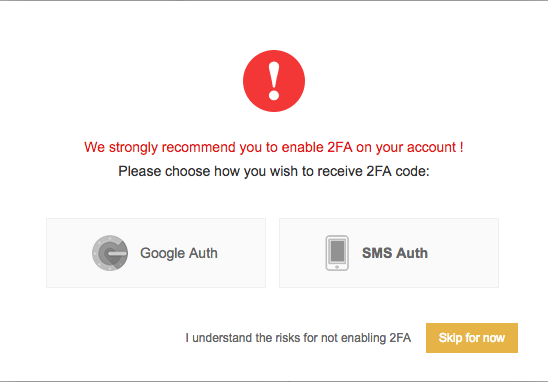 We strongly recommend you to enable 2FA on your account !
Please choose how you wish to receive 2FA code:
Google Auth
SMS Auth
I understand the risks for not enabling 2FA
Skip for now